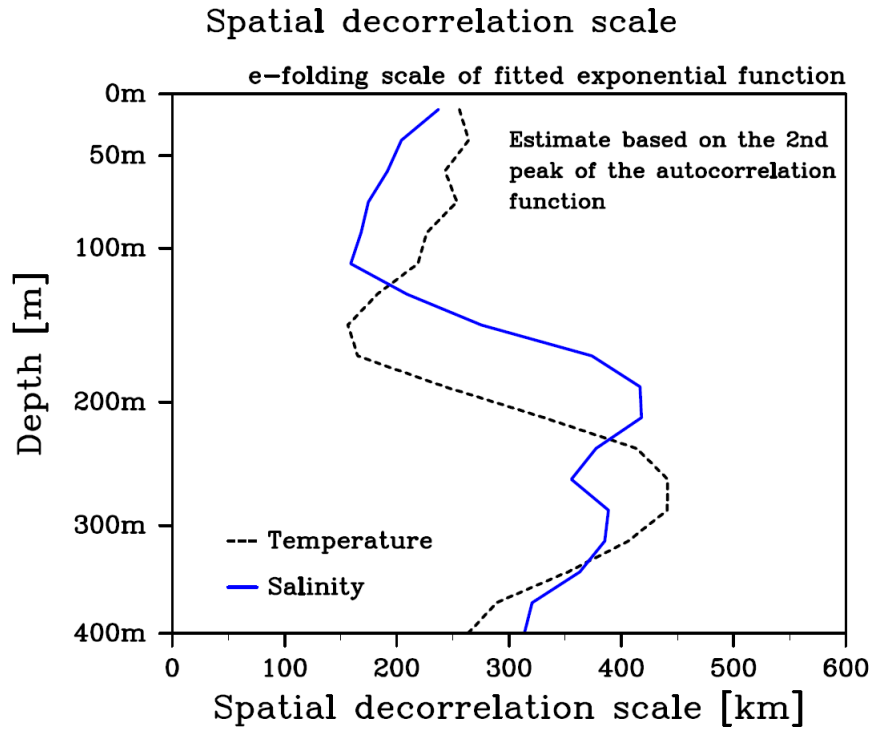 Spatial decorrelation scale
e-folding scale of fitted exponential function
0m
Estimate based on the 2nd
peak of the autocorrelation
function
50m
100m
200m
300m
400m
Depth [m]
Temperature
Salinity
0 100 200 300 400 500 600
Spatial decorrelation scale [km]